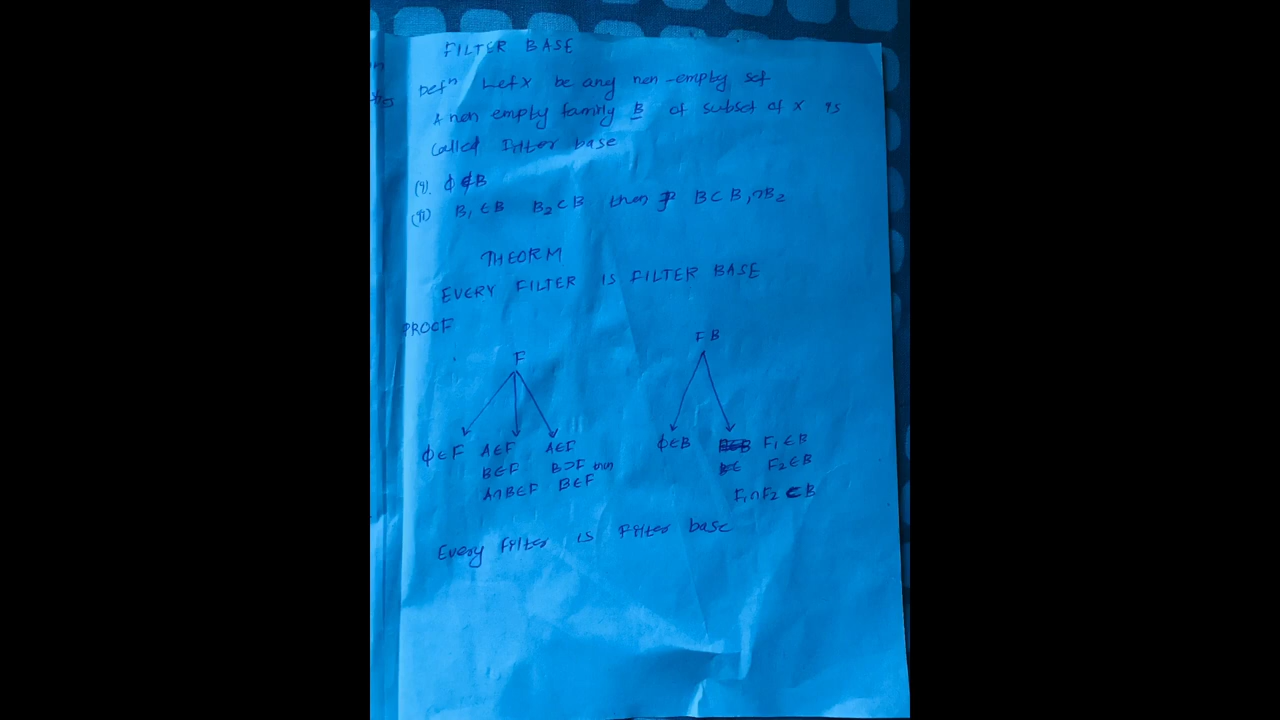 FILTER BASE
Defn Let X be any non-empty set
A non empty family B of subset of X is
called Filter base
(i). ϕ ∉ B
(ii) B₁ ∈ B B₂ ⊂ B then ∃ B ⊂ B₁∩B₂
THEORM
EVERY FILTER IS FILTER BASE
PROOF
F
FB
ϕ∈F A∈F A∈F
B∈F B⊃F then
A∩B∈F B∈F
ϕ∈B F₁∈B
B∈ F₂∈B
F₁∩F₂ ⊂ B
Every Filter is Filter base